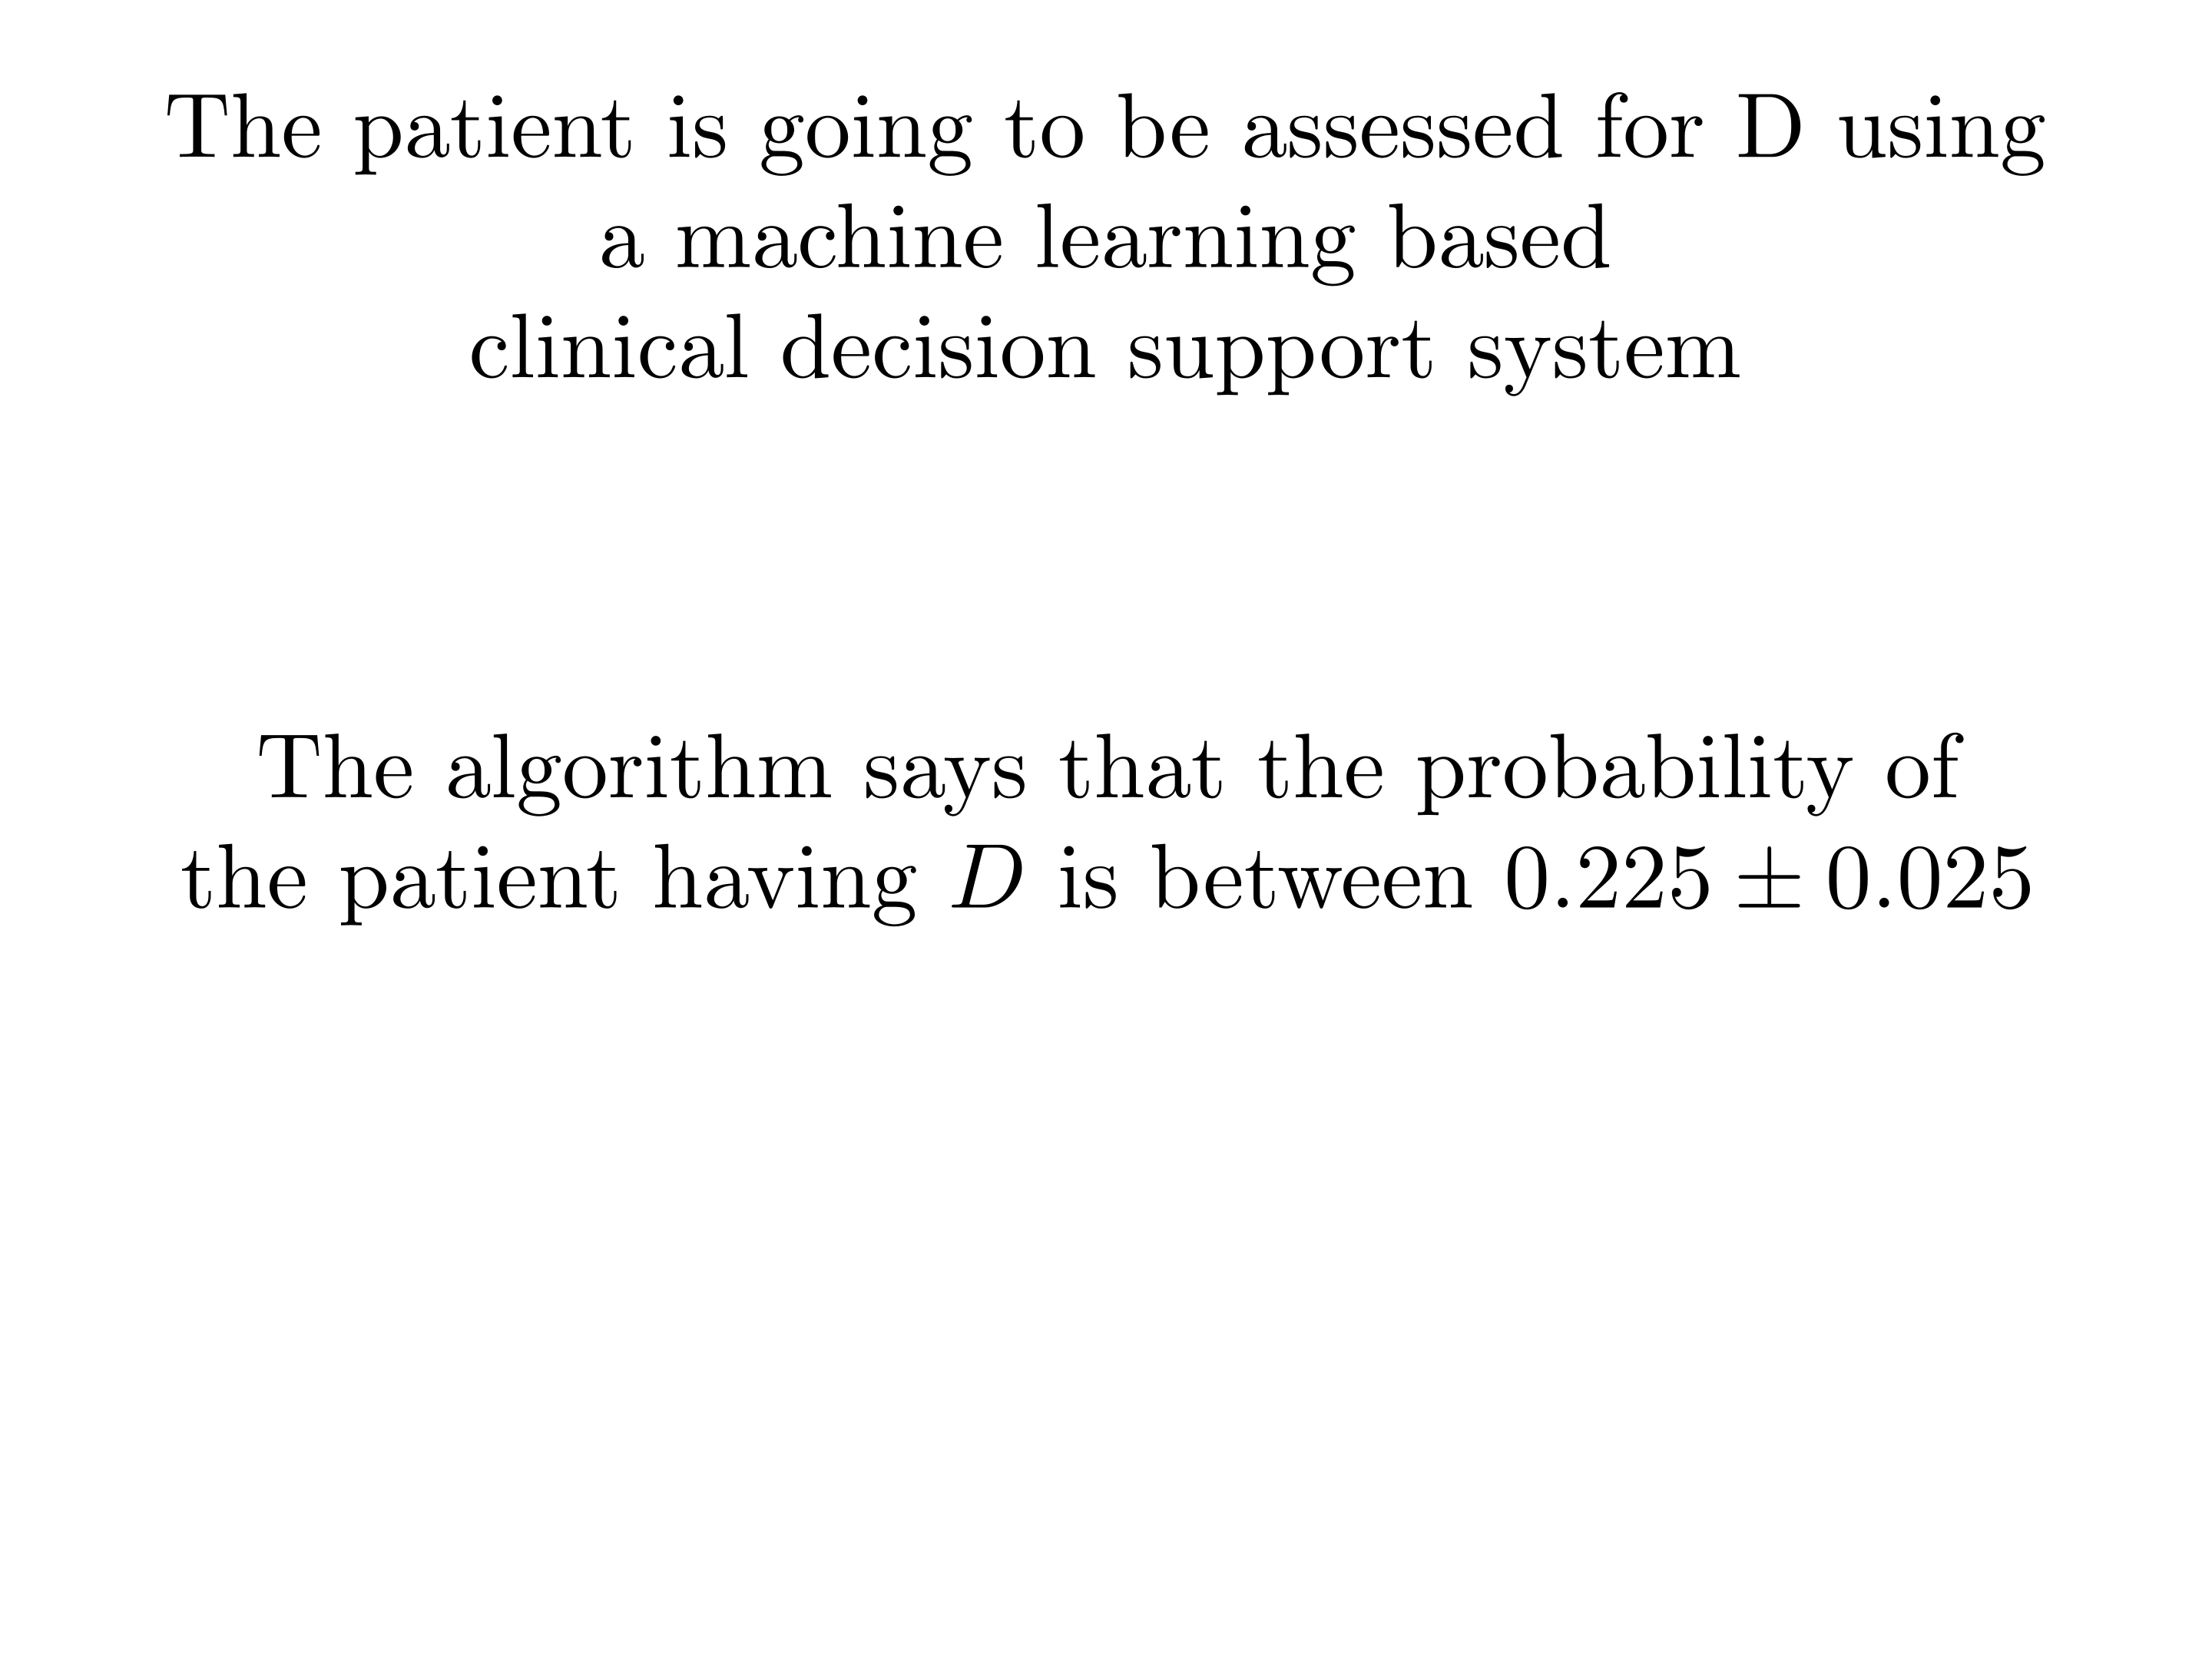 The patient is going to be assessed for D using
a machine learning based
clinical decision support system
The algorithm says that the probability of
the patient having D is between 0.225 ± 0.025